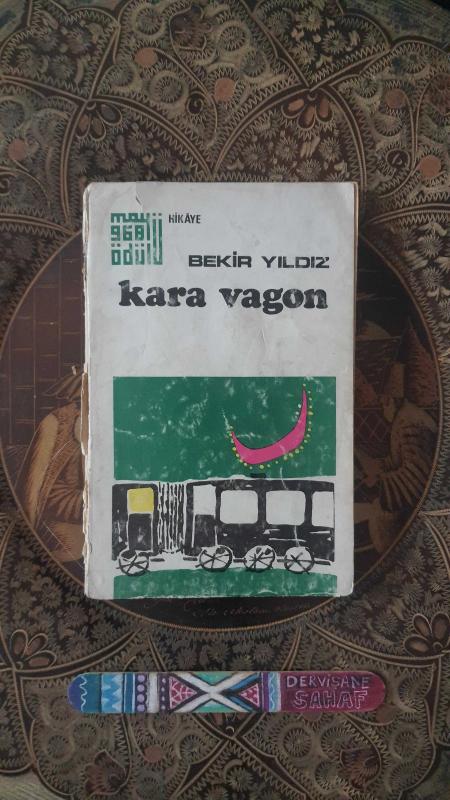 may
968
ödülü
HİKÂYE
BEKİR YILDIZ
kara vagon
DERVİŞANE
SAHAF